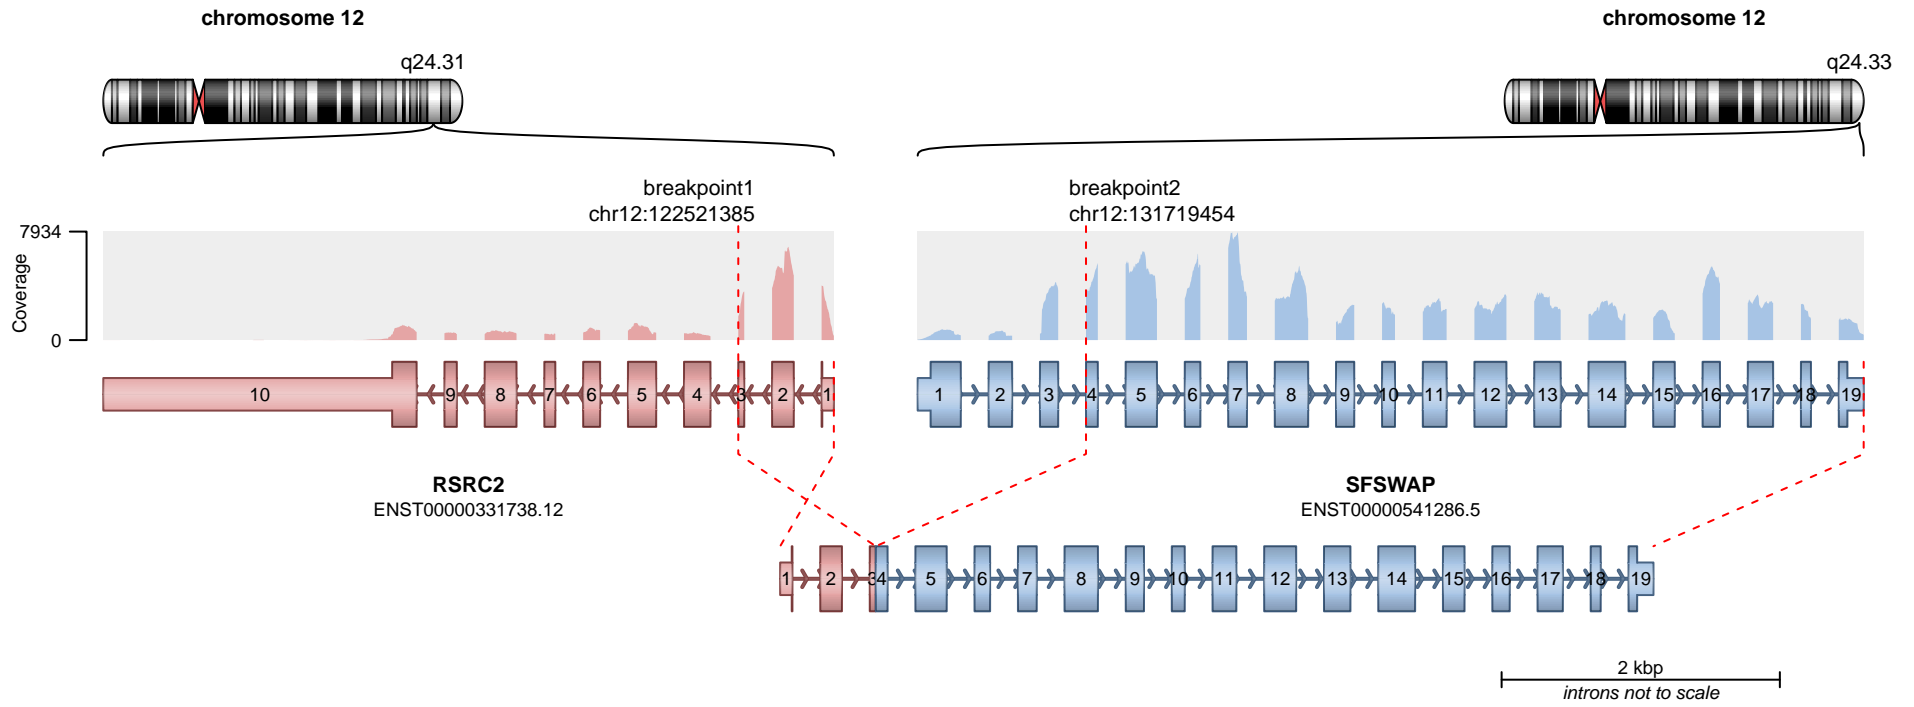 chromosome 12
chromosome 12
q24.31
q24.33
breakpoint1
chr12:122521385
breakpoint2
chr12:131719454
7934
Coverage
0
10 9 8 7 6 5 4 3 2 1
1 2 3 4 5 6 7 8 9 10 11 12 13 14 15 16 17 18 19
RSRC2
ENST00000331738.12
SFSWAP
ENST00000541286.5
1 2 3 4 5 6 7 8 9 10 11 12 13 14 15 16 17 18 19
2 kbp
introns not to scale